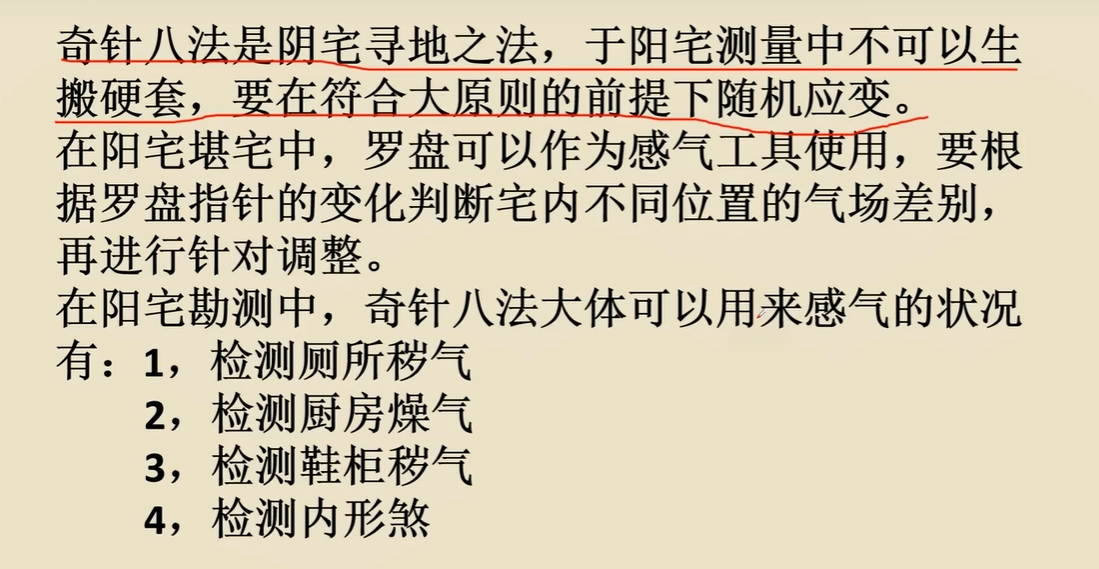 奇针八法是阴宅寻地之法，于阳宅测量中不可以生
搬硬套，要在符合大原则的前提下随机应变。
在阳宅堪宅中，罗盘可以作为感气工具使用，要根
据罗盘指针的变化判断宅内不同位置的气场差别，
再进行针对调整。
在阳宅勘测中，奇针八法大体可以用来感气的状况
有：1，检测厕所秽气
2，检测厨房燥气
3，检测鞋柜秽气
4，检测内形煞